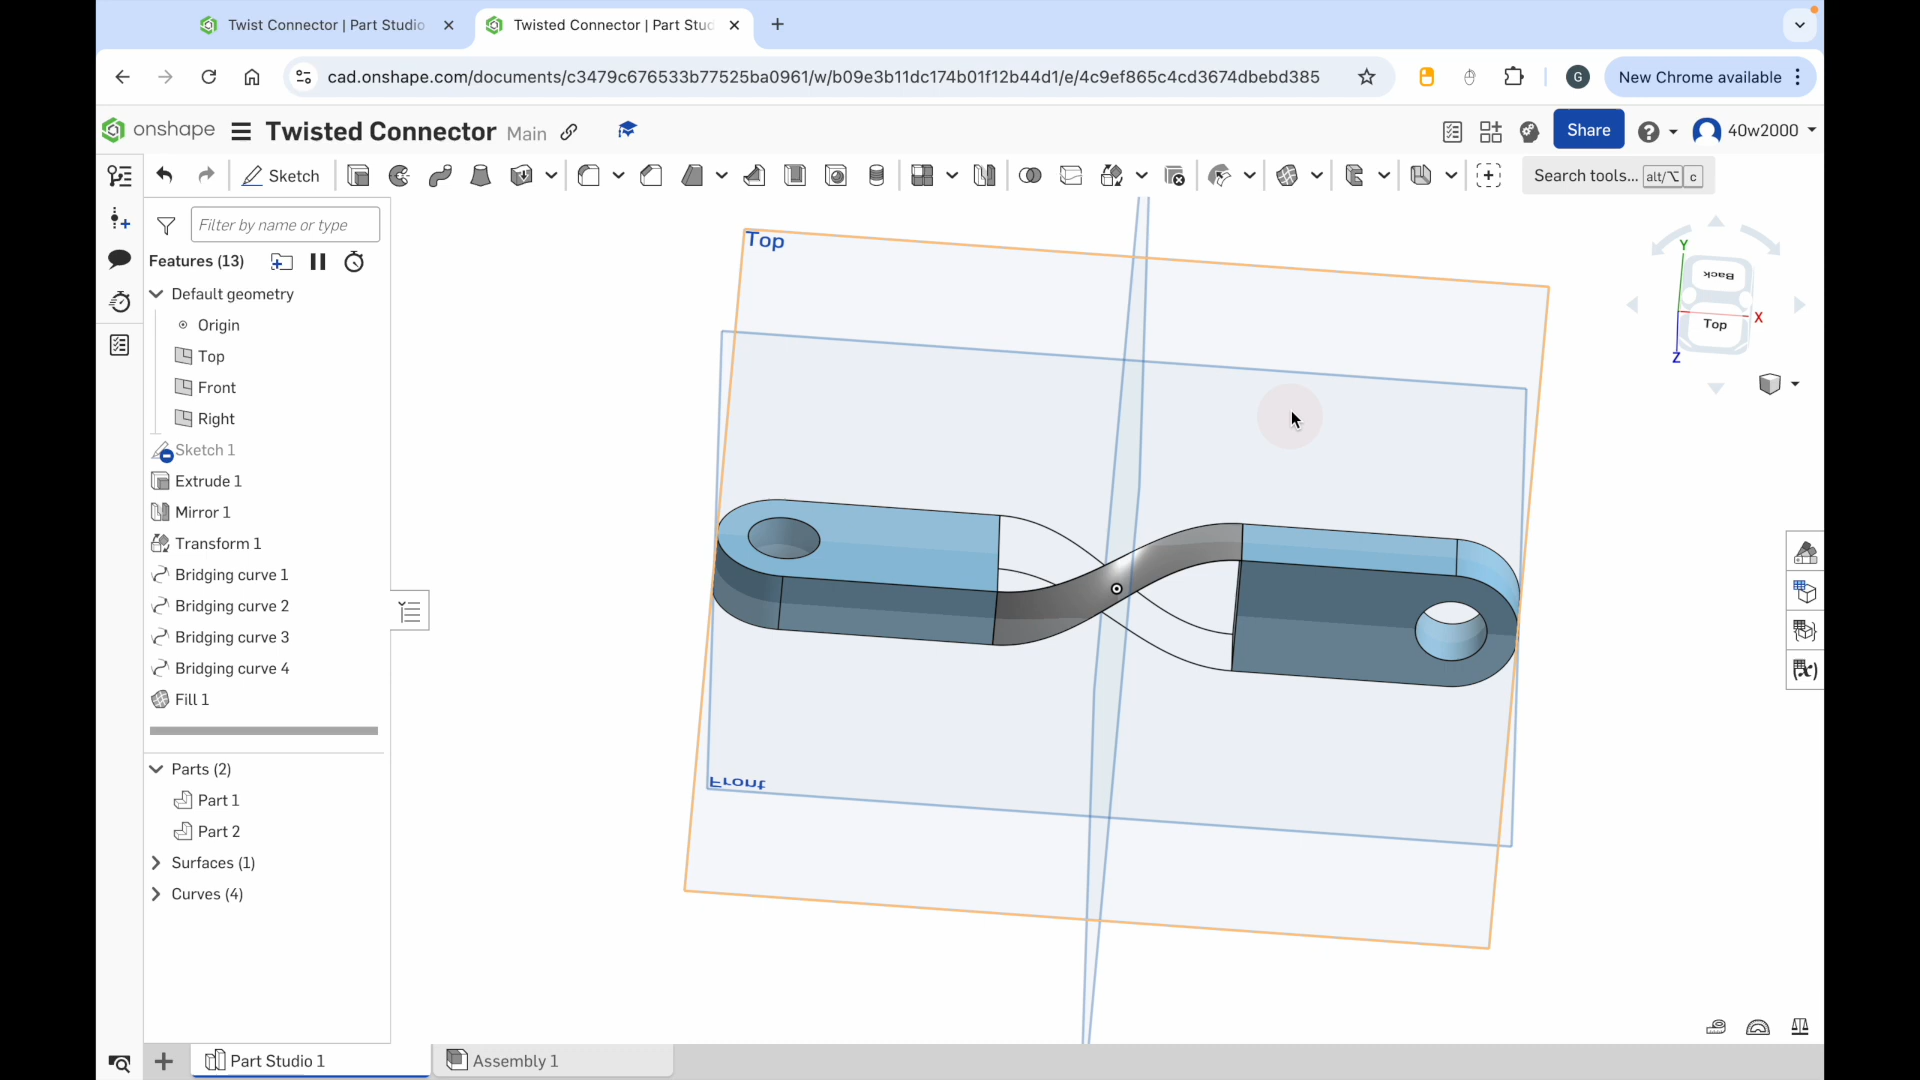 Twist Connector | Part Studio
Twisted Connector | Part Stud
cad.onshape.com/documents/c3479c676533b77525ba0961/w/b09e3b11dc174b01f12b44d1/e/4c9ef865c4cd3674dbebd385
G
New Chrome available
onshape
Twisted Connector
Main
Share
40w2000
Sketch
Search tools... alt/⌥ c
Filter by name or type
Features (13)
Default geometry
Origin
Top
Front
Right
Sketch 1
Extrude 1
Mirror 1
Transform 1
Bridging curve 1
Bridging curve 2
Bridging curve 3
Bridging curve 4
Fill 1
Parts (2)
Part 1
Part 2
Surfaces (1)
Curves (4)
Top
Front
Y
Back
Top
X
Z
Part Studio 1
Assembly 1